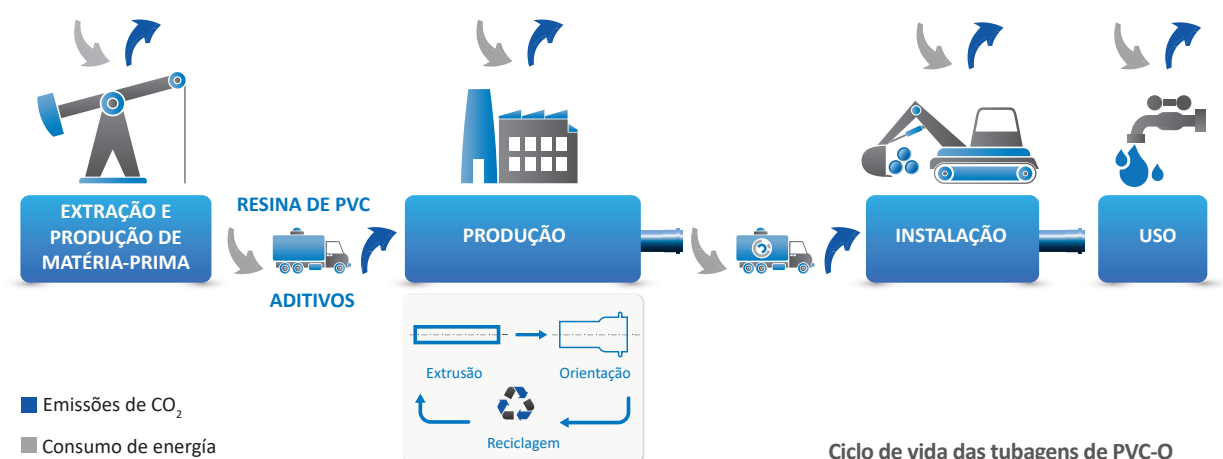 EXTRAÇÃO E
PRODUÇÃO DE
MATÉRIA-PRIMA
RESINA DE PVC
ADITIVOS
PRODUÇÃO
INSTALAÇÃO
USO
Extrusão
Orientação
Reciclagem
Emissões de CO₂
Consumo de energía
Ciclo de vida das tubagens de PVC-O